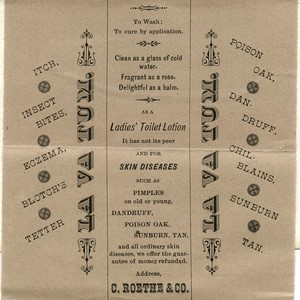 ITCH,
INSECT
BITES,
ECZEMA,
BLOTCH'S
TETTER
LA VA TUM.
To Wash:
To cure by application.
Clean as a glass of cold
water.
Fragrant as a rose.
Delightful as a balm.
AS A
Ladies' Toilet Lotion
It has not its peer
AND FOR
SKIN DISEASES
SUCH AS
PIMPLES
on old or young,
DANDRUFF,
POISON OAK,
SUNBURN, TAN,
and all ordinary skin
diseases, we offer the guar-
antee of money refunded.
Address,
C. ROETHE & CO.
LA VA TUM.
POISON
OAK,
DAN.
DRUFF,
CHIL.
BLAINS,
SUNBURN
TAN.